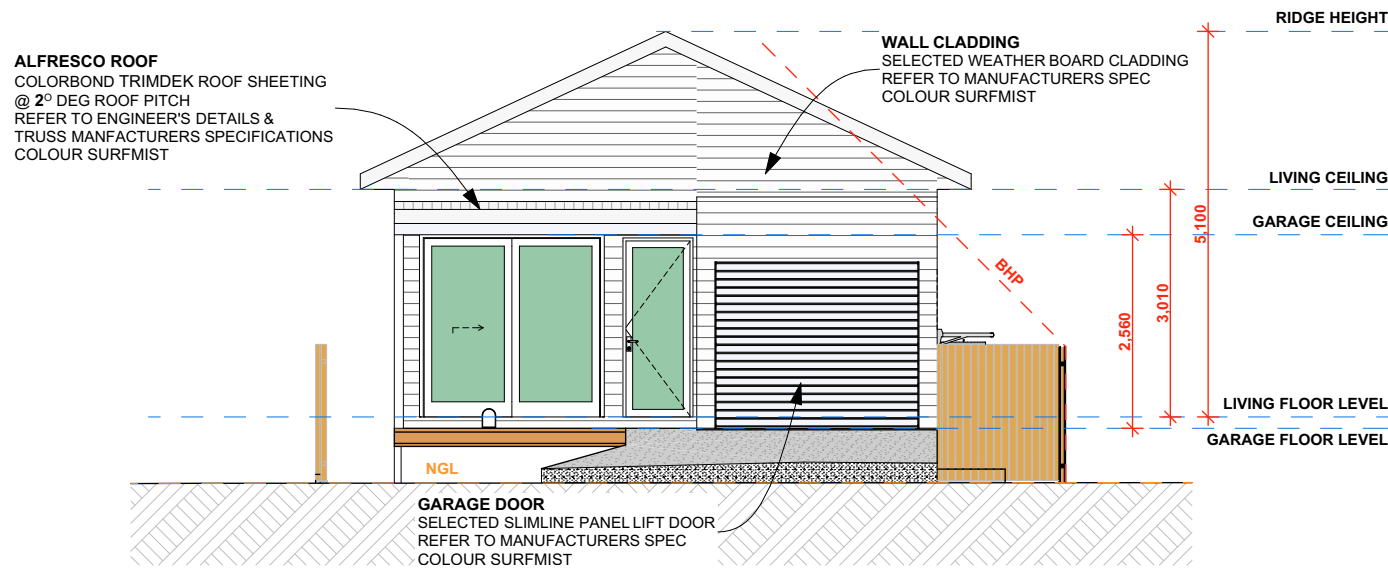 RIDGE HEIGHT
ALFRESCO ROOF
COLORBOND TRIMDEK ROOF SHEETING
@ 2° DEG ROOF PITCH
REFER TO ENGINEER'S DETAILS &
TRUSS MANFACTURERS SPECIFICATIONS
COLOUR SURFMIST
WALL CLADDING
SELECTED WEATHER BOARD CLADDING
REFER TO MANUFACTURERS SPEC
COLOUR SURFMIST
LIVING CEILING
GARAGE CEILING
5,100
3,010
2,560
BHP
LIVING FLOOR LEVEL
GARAGE FLOOR LEVEL
NGL
GARAGE DOOR
SELECTED SLIMLINE PANEL LIFT DOOR
REFER TO MANUFACTURERS SPEC
COLOUR SURFMIST